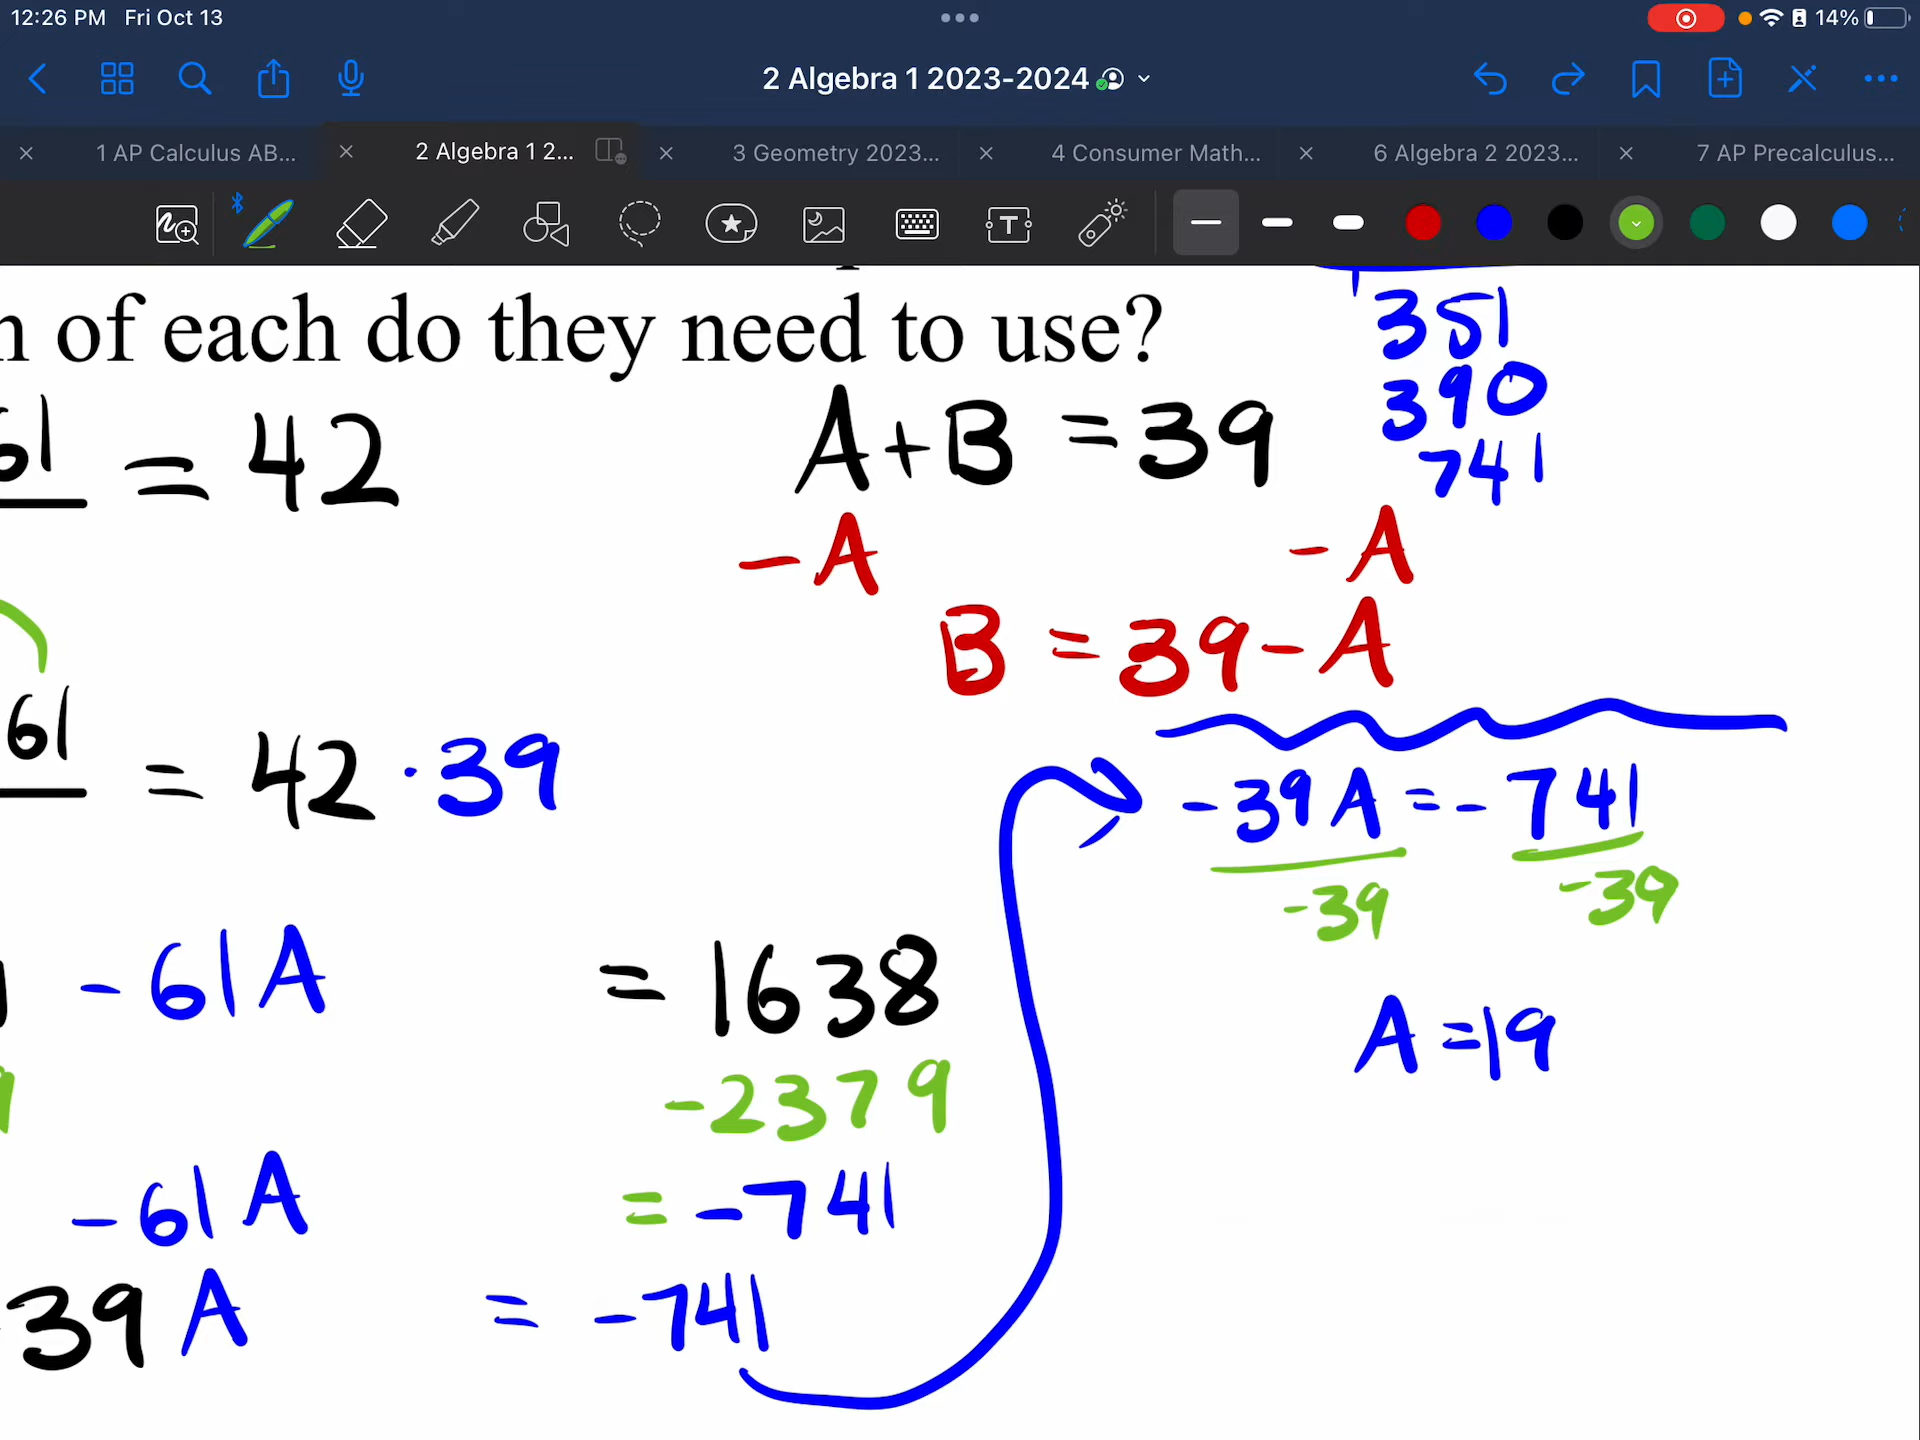 12:26 PM Fri Oct 13
14%
2 Algebra 1 2023-2024
1 AP Calculus AB...
2 Algebra 1 2...
3 Geometry 2023...
4 Consumer Math...
6 Algebra 2 2023...
7 AP Precalculus...
T
of each do they need to use?
351
390
741
61 = 42
A+B = 39
-A -A
B = 39-A
61 = 42 · 39
-39A = -741
-39 -39
-61A = 1638
A = 19
-2379
-61A = -741
39A = -741